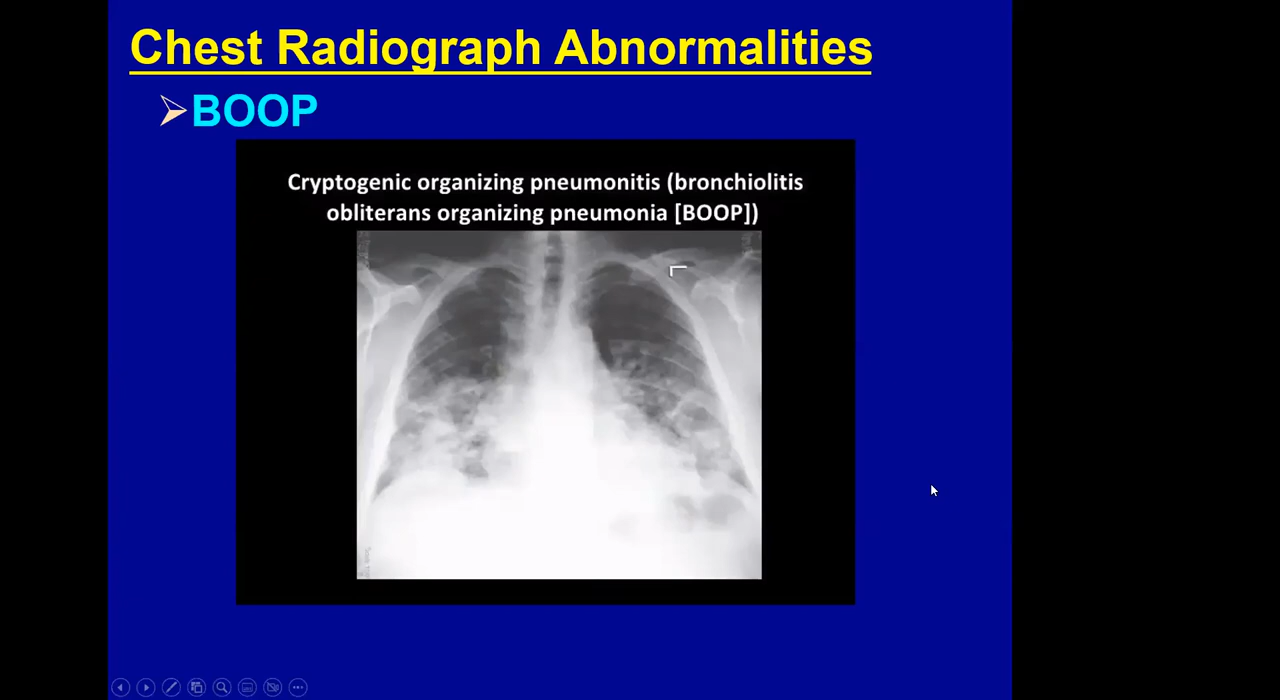 Chest Radiograph Abnormalities
BOOP
Cryptogenic organizing pneumonitis (bronchiolitis
obliterans organizing pneumonia [BOOP])